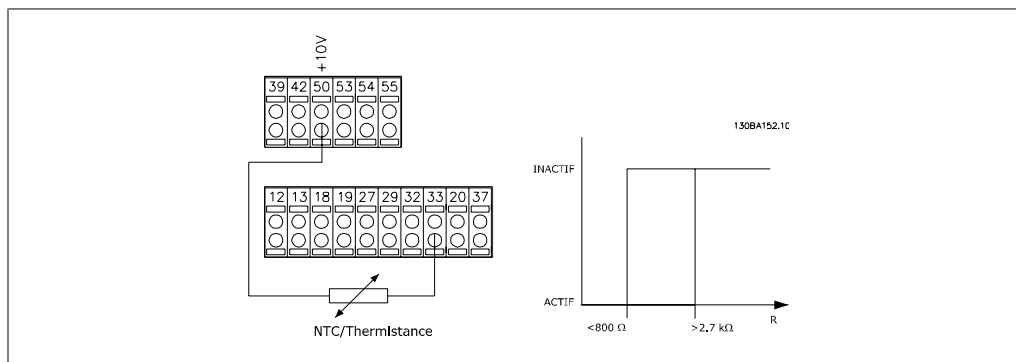 +10V
39 42 50 53 54 55
12 13 18 19 27 29 32 33 20 37
NTC/Thermistance
130BA152.10
INACTIF
ACTIF
<800 Ω
>2.7 kΩ
R